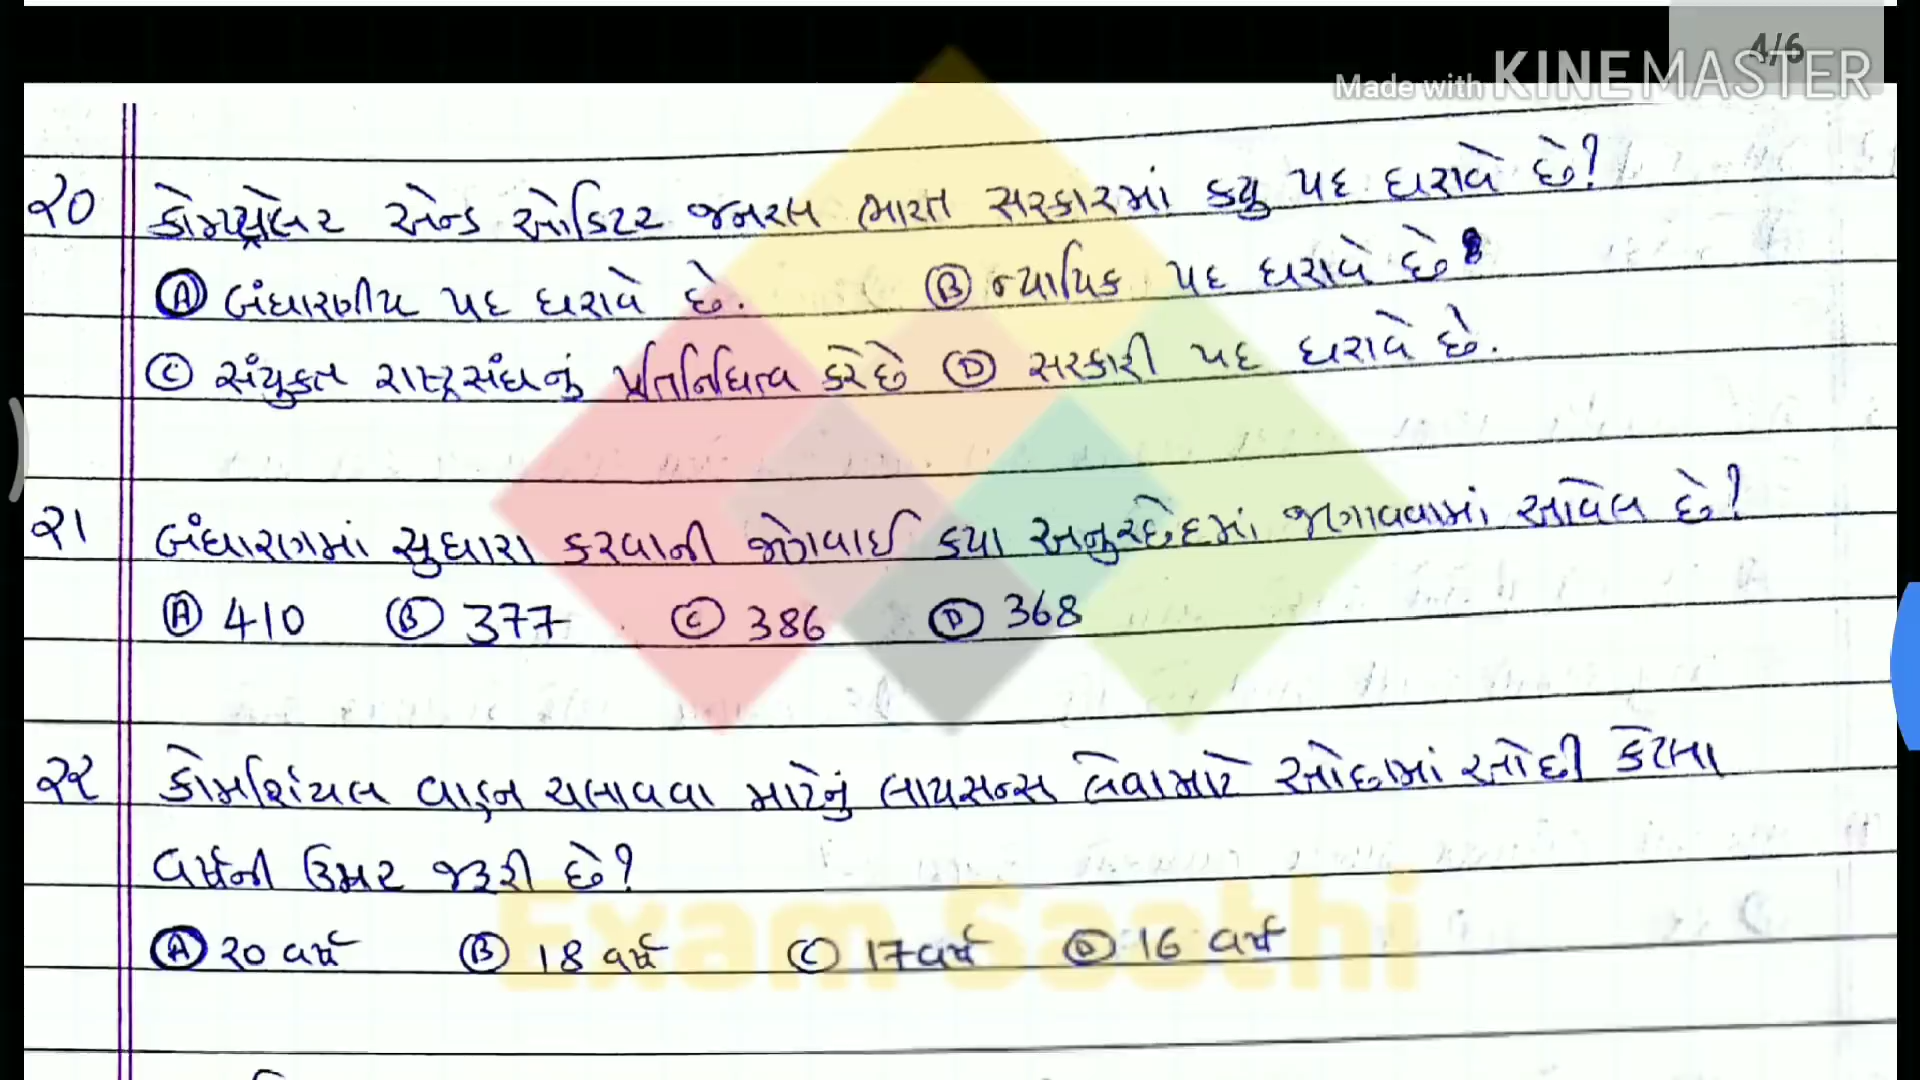 4/6
Made with KINEMASTER
૨૦ કોમ્પ્ટ્રોલર એન્ડ ઓડિટર જનરલ ભારત સરકારમાં કયુ પદ ધરાવે છે?
Ⓐ બંધારણીય પદ ધરાવે છે. Ⓑ ન્યાયિક પદ ધરાવે છે
Ⓒ સંયુક્ત રાષ્ટ્રસંઘનું પ્રતિનિધિત્વ કરે છે Ⓓ સરકારી પદ ધરાવે છે.
૨૧ બંધારણમાં સુધારા કરવાની જોગવાઈ કયા અનુચ્છેદમાં જણાવવામાં આવેલ છે?
Ⓐ 410 Ⓑ 377 Ⓒ 386 Ⓓ 368
૨૨ કોમર્શિયલ વાહન ચલાવવા માટેનું લાયસન્સ લેવા માટે ઓછામાં ઓછી કેટલા
વર્ષની ઉંમર જરૂરી છે?
Ⓐ 20 વર્ષ Ⓑ 18 વર્ષ Ⓒ 17 વર્ષ Ⓓ 16 વર્ષ
Exam Saathi